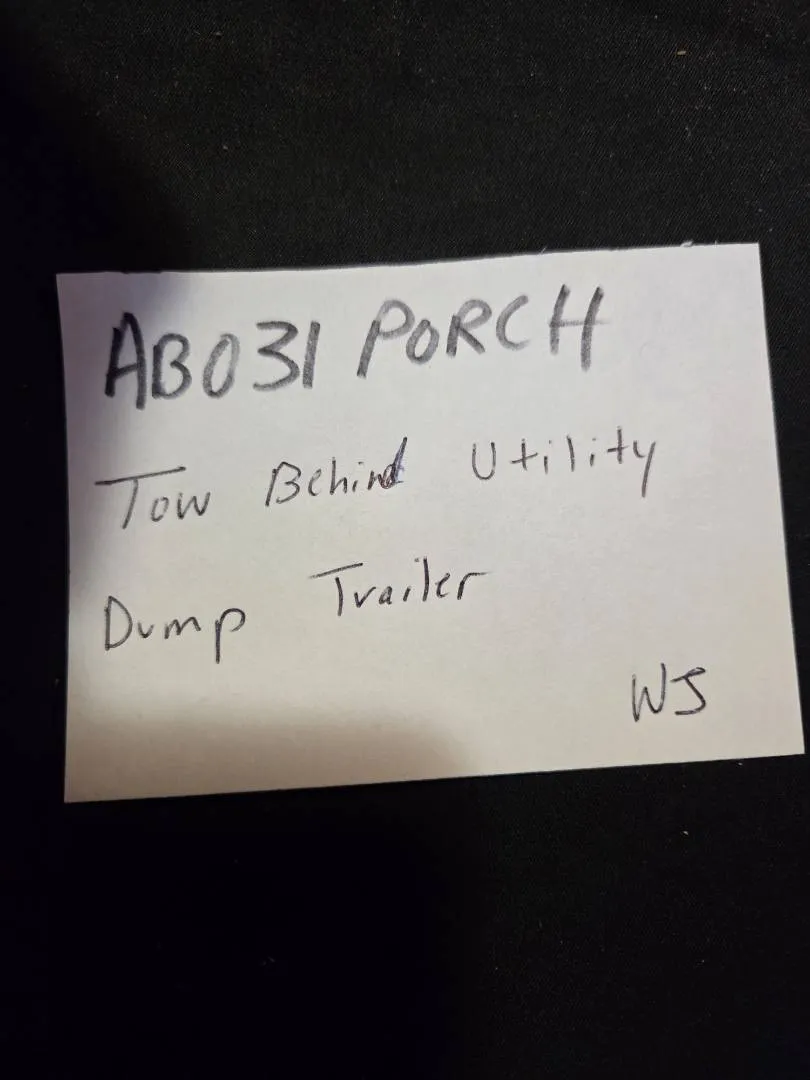 AB031 PORCH
Tow Behind Utility
Dump Trailer
WJ